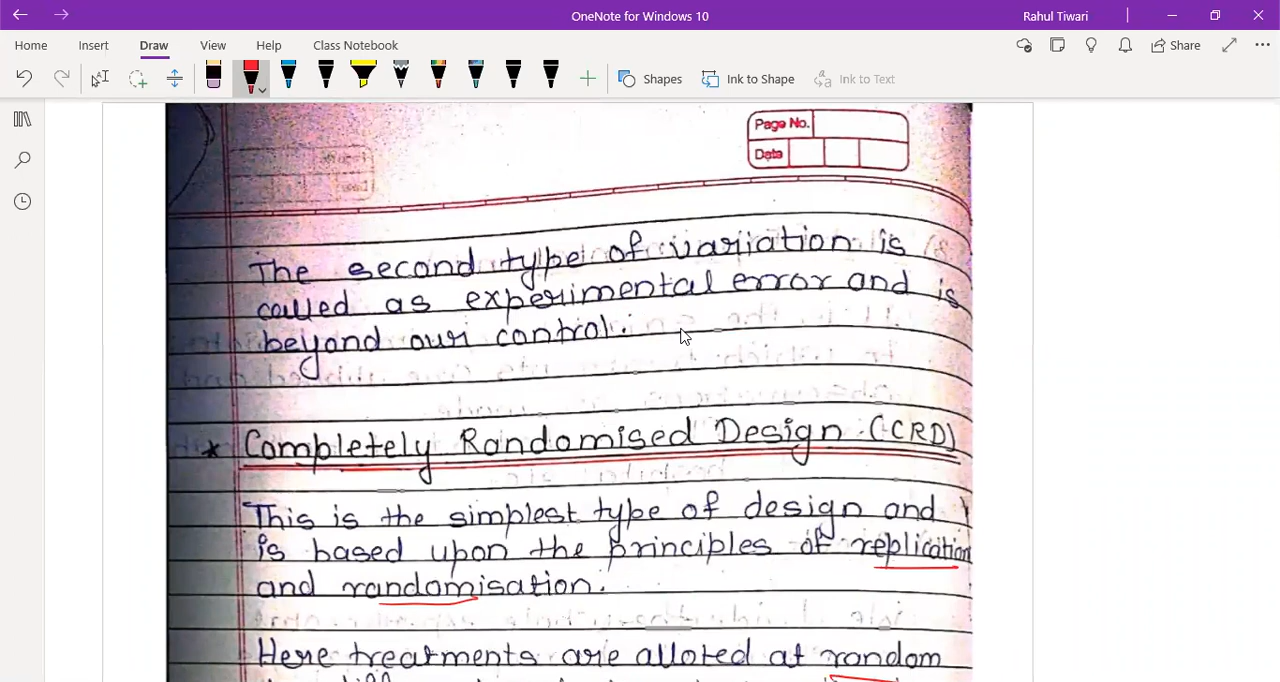 OneNote for Windows 10
Rahul Tiwari
Home Insert Draw View Help Class Notebook
Share
Shapes Ink to Shape Ink to Text
Page No.
Date
The second type of variation is
called as experimental error and is
beyond our control.
* Completely Randomised Design (CRD)
This is the simplest type of design and
is based upon the principles of replication
and randomisation.
Here treatments are alloted at random